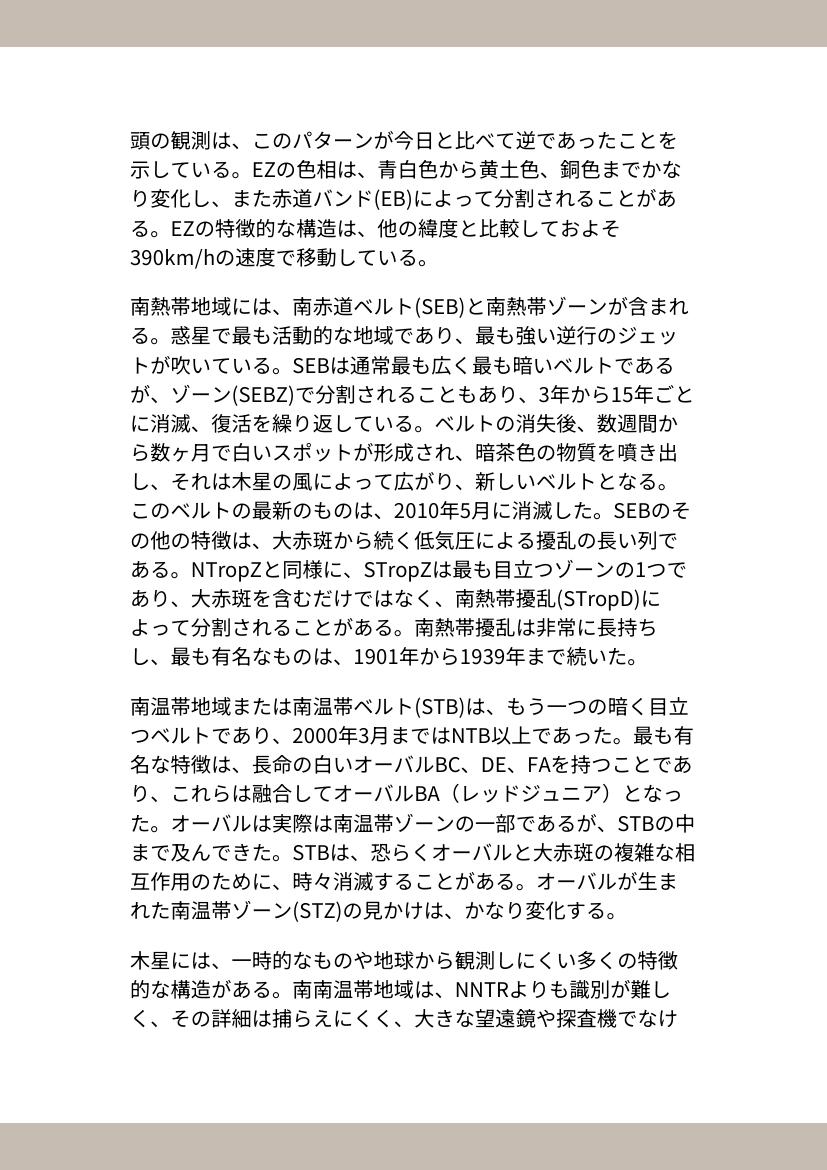 頭の観測は、このパターンが今日と比べて逆であったことを
示している。EZの色相は、青白色から黄土色、銅色までかな
り変化し、また赤道バンド(EB)によって分割されることがあ
る。EZの特徴的な構造は、他の緯度と比較しておよそ
390km/hの速度で移動している。
南熱帯地域には、南赤道ベルト(SEB)と南熱帯ゾーンが含まれ
る。惑星で最も活動的な地域であり、最も強い逆行のジェッ
トが吹いている。SEBは通常最も広く最も暗いベルトである
が、ゾーン(SEBZ)で分割されることもあり、3年から15年ごと
に消滅、復活を繰り返している。ベルトの消失後、数週間か
ら数ヶ月で白いスポットが形成され、暗茶色の物質を噴き出
し、それは木星の風によって広がり、新しいベルトとなる。
このベルトの最新のものは、2010年5月に消滅した。SEBのそ
の他の特徴は、大赤斑から続く低気圧による擾乱の長い列で
ある。NTropZと同様に、STropZは最も目立つゾーンの1つで
あり、大赤斑を含むだけではなく、南熱帯擾乱(STropD)に
よって分割されることがある。南熱帯擾乱は非常に長持ち
し、最も有名なものは、1901年から1939年まで続いた。
南温帯地域または南温帯ベルト(STB)は、もう一つの暗く目立
つベルトであり、2000年3月まではNTB以上であった。最も有
名な特徴は、長命の白いオーバルBC、DE、FAを持つことであ
り、これらは融合してオーバルBA（レッドジュニア）となっ
た。オーバルは実際は南温帯ゾーンの一部であるが、STBの中
まで及んできた。STBは、恐らくオーバルと大赤斑の複雑な相
互作用のために、時々消滅することがある。オーバルが生ま
れた南温帯ゾーン(STZ)の見かけは、かなり変化する。
木星には、一時的なものや地球から観測しにくい多くの特徴
的な構造がある。南南温帯地域は、NNTRよりも識別が難し
く、その詳細は捕らえにくく、大きな望遠鏡や探査機でなけ